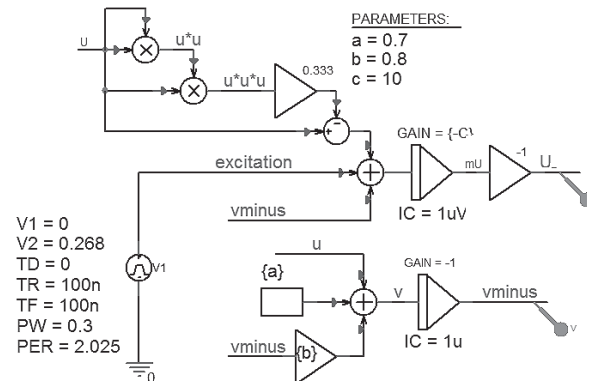 PARAMETERS:
a = 0.7
b = 0.8
c = 10
U
u*u
u*u*u
0.333
GAIN = {-C}
excitation
mU
-1
U_
vminus
IC = 1uV
V1 = 0
V2 = 0.268
TD = 0
TR = 100n
TF = 100n
PW = 0.3
PER = 2.025
V1
0
u
{a}
GAIN = -1
v
vminus
vminus
{b}
IC = 1u
v